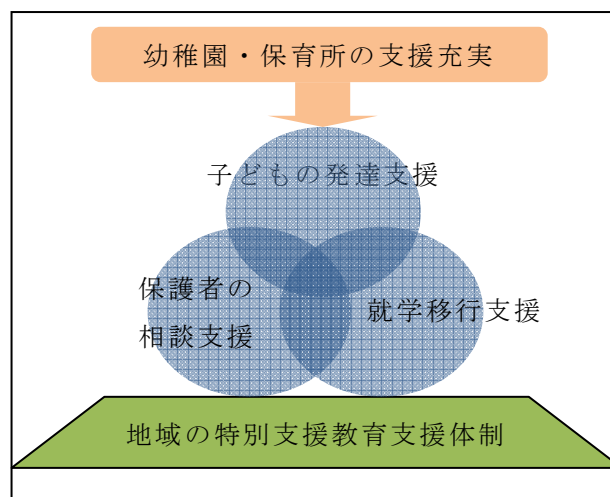 幼稚園・保育所の支援充実
子どもの発達支援
保護者の
相談支援
就学移行支援
地域の特別支援教育支援体制